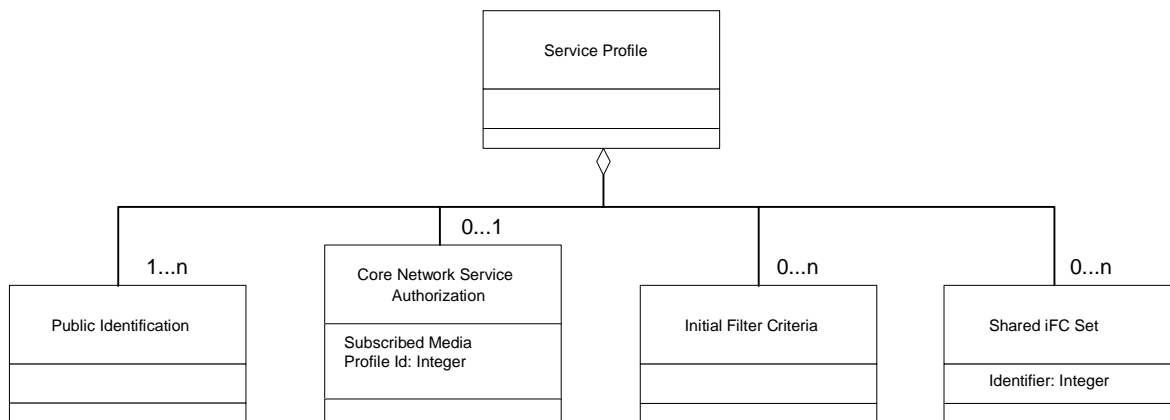 Service Profile
0...1
1...n
0...n
0...n
Core Network Service
Authorization
Public Identification
Initial Filter Criteria
Shared iFC Set
Subscribed Media
Profile Id: Integer
Identifier: Integer